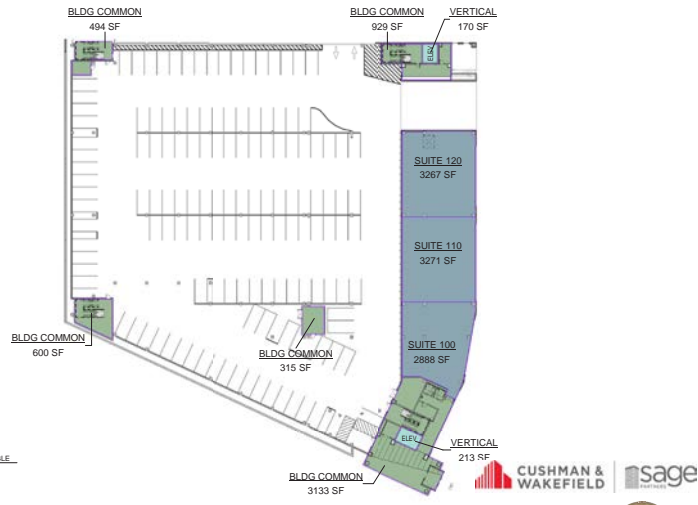 BLDG COMMON
494 SF
BLDG COMMON
929 SF
VERTICAL
170 SF
ELEV
SUITE 120
3267 SF
SUITE 110
3271 SF
SUITE 100
2888 SF
BLDG COMMON
600 SF
BLDG COMMON
315 SF
ELEV
VERTICAL
213 SF
BLDG COMMON
3133 SF
CUSHMAN &
WAKEFIELD
sage
PARTNERS